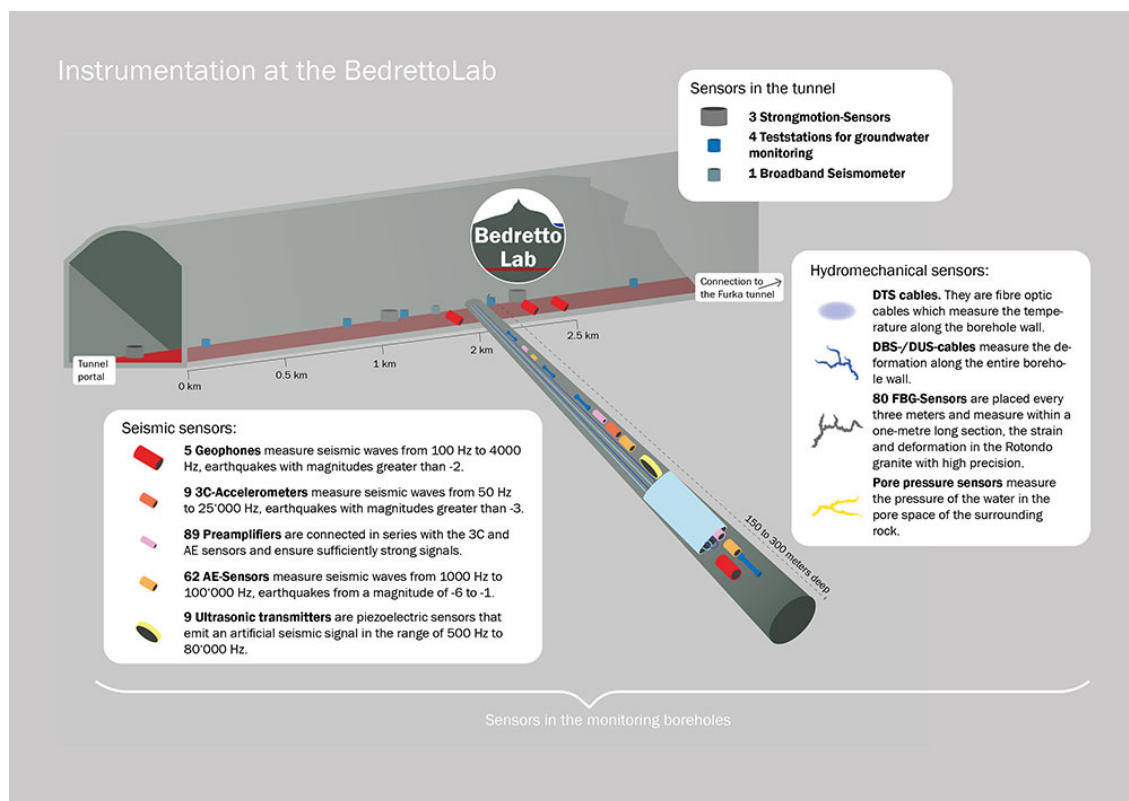 Instrumentation at the BedrettoLab
Sensors in the tunnel
3 Strongmotion-Sensors
4 Teststations for groundwater
monitoring
1 Broadband Seismometer
Bedretto
Lab
Connection to
the Furka tunnel
Tunnel
portal
0 km
0.5 km
1 km
2 km
2.5 km
150 to 300 meters deep
Hydromechanical sensors:
DTS cables. They are fibre optic
cables which measure the tempe-
rature along the borehole wall.
DBS-/DUS-cables measure the de-
formation along the entire boreho-
le wall.
80 FBG-Sensors are placed every
three meters and measure within a
one-metre long section, the strain
and deformation in the Rotondo
granite with high precision.
Pore pressure sensors measure
the pressure of the water in the
pore space of the surrounding
rock.
Seismic sensors:
5 Geophones measure seismic waves from 100 Hz to 4000
Hz, earthquakes with magnitudes greater than -2.
9 3C-Accelerometers measure seismic waves from 50 Hz
to 25'000 Hz, earthquakes with magnitudes greater than -3.
89 Preamplifiers are connected in series with the 3C and
AE sensors and ensure sufficiently strong signals.
62 AE-Sensors measure seismic waves from 1000 Hz to
100'000 Hz, earthquakes from a magnitude of -6 to -1.
9 Ultrasonic transmitters are piezoelectric sensors that
emit an artificial seismic signal in the range of 500 Hz to
80'000 Hz.
Sensors in the monitoring boreholes